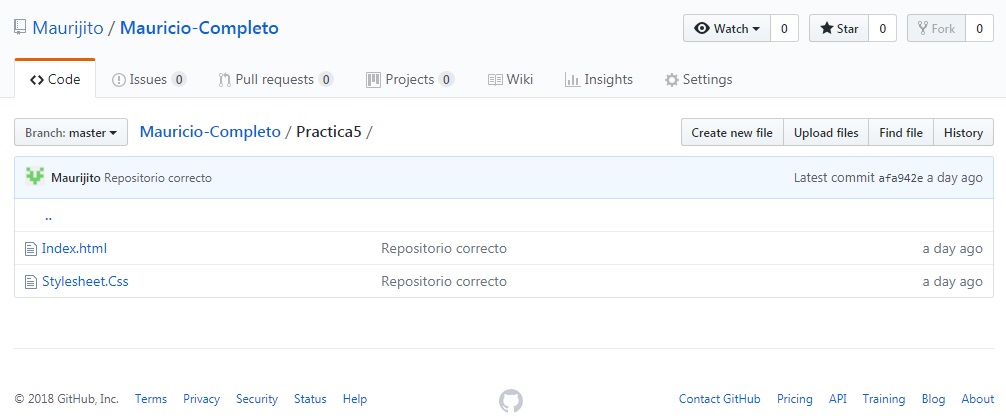 Maurijito / Mauricio-Completo Watch 0 Star 0 Fork 0
Code Issues 0 Pull requests 0 Projects 0 Wiki Insights Settings
Branch: master Mauricio-Completo / Practica5 / Create new file Upload files Find file History
Maurijito Repositorio correcto Latest commit afa942e a day ago
..
Index.html Repositorio correcto a day ago
Stylesheet.Css Repositorio correcto a day ago
© 2018 GitHub, Inc. Terms Privacy Security Status Help Contact GitHub Pricing API Training Blog About